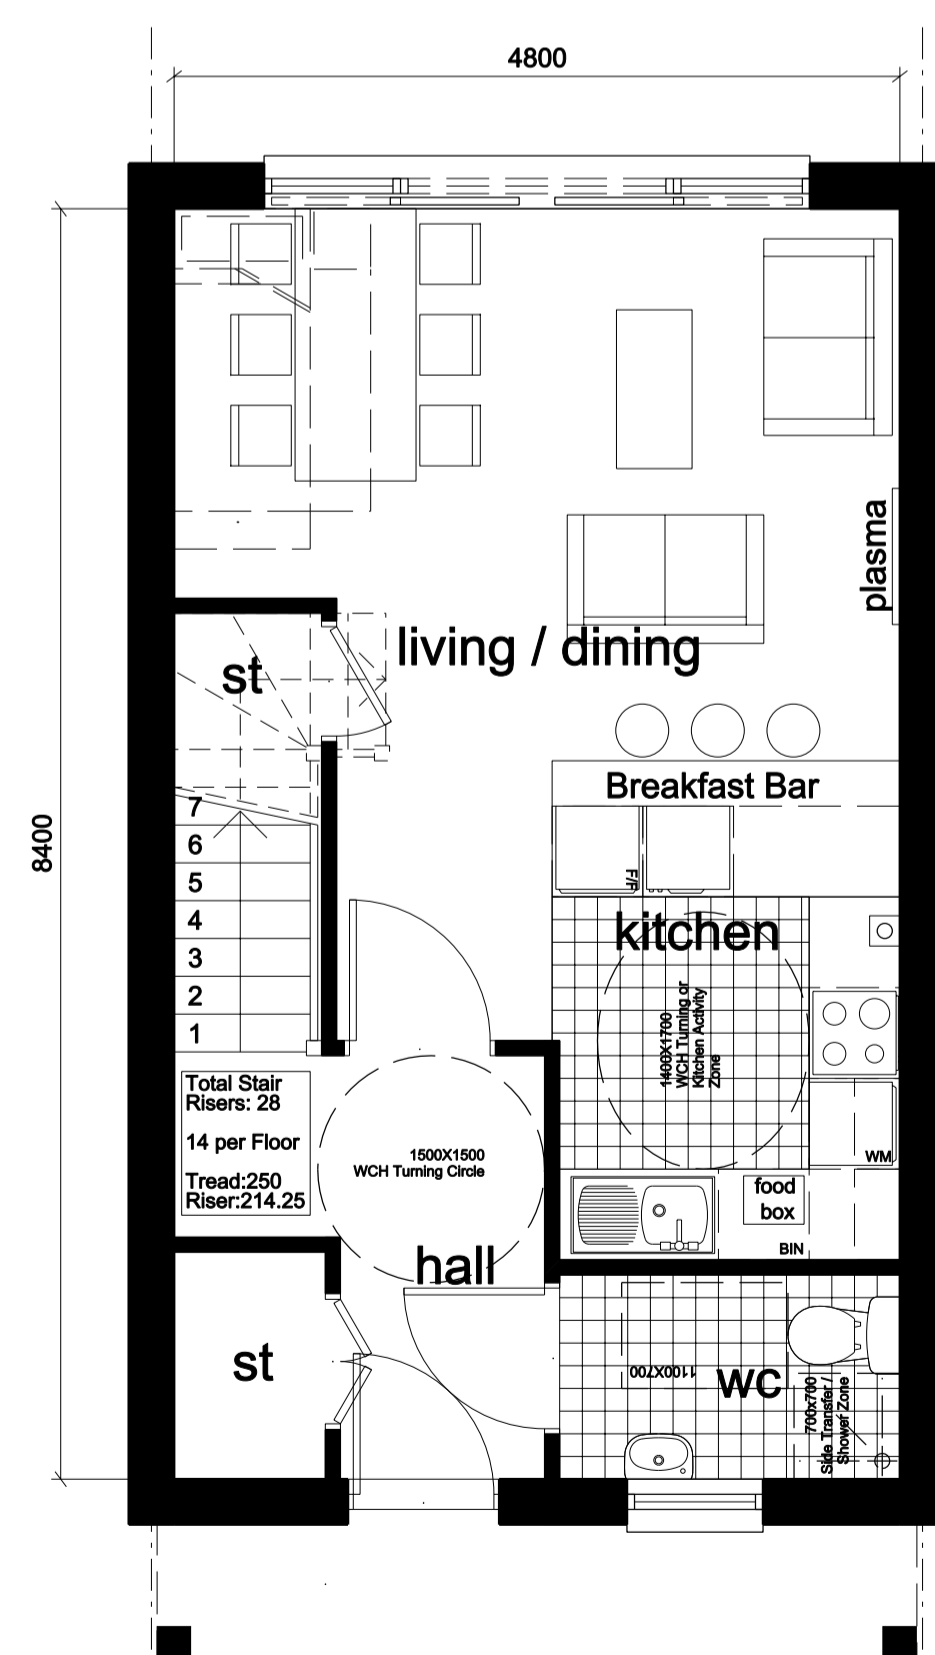 4800
8400
plasma
living / dining
st
Breakfast Bar
F/F
7
6
5
4
3
2
1
kitchen
1400X1700
WCH Turning or
Kitchen Activity
Zone
Total Stair
Risers: 28
14 per Floor
Tread:250
Riser:214.25
1500X1500
WCH Turning Circle
WM
food
box
BIN
hall
st
1100X700
WC
700x700
Side Transfer /
Shower Zone